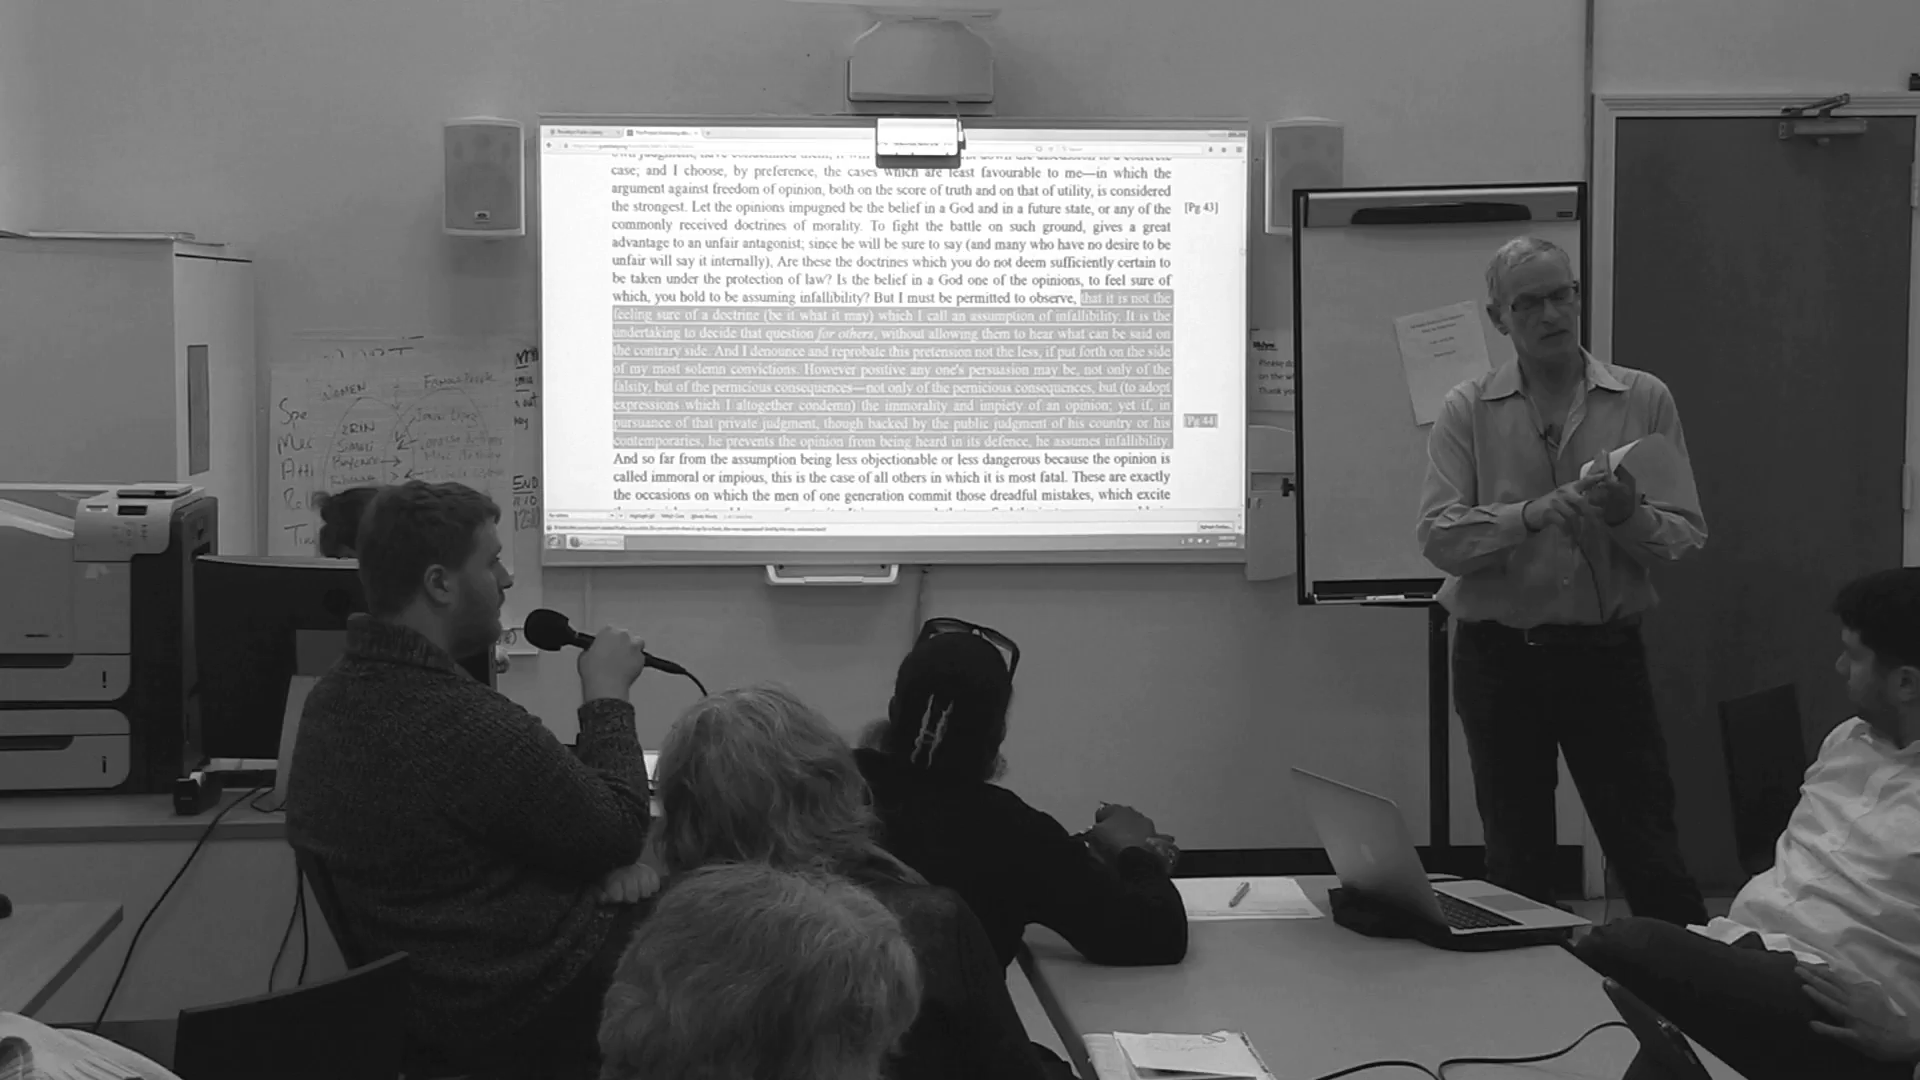 case; and I choose, by preference, the cases which are least favourable to me—in which the
argument against freedom of opinion, both on the score of truth and on that of utility, is considered
the strongest. Let the opinions impugned be the belief in a God and in a future state, or any of the
[Pg 43]
commonly received doctrines of morality. To fight the battle on such ground, gives a great
advantage to an unfair antagonist; since he will be sure to say (and many who have no desire to be
unfair will say it internally), Are these the doctrines which you do not deem sufficiently certain to
be taken under the protection of law? Is the belief in a God one of the opinions, to feel sure of
which, you hold to be assuming infallibility? But I must be permitted to observe, that it is not the
feeling sure of a doctrine (be it what it may) which I call an assumption of infallibility. It is the
undertaking to decide that question for others, without allowing them to hear what can be said on
the contrary side. And I denounce and reprobate this pretension not the less, if put forth on the side
of my most solemn convictions. However positive any one's persuasion may be, not only of the
falsity, but of the pernicious consequences—not only of the pernicious consequences, but (to adopt
expressions which I altogether condemn) the immorality and impiety of an opinion; yet if, in
pursuance of that private judgment, though backed by the public judgment of his country or his
[Pg 44]
contemporaries, he prevents the opinion from being heard in its defence, he assumes infallibility.
And so far from the assumption being less objectionable or less dangerous because the opinion is
called immoral or impious, this is the case of all others in which it is most fatal. These are exactly
the occasions on which the men of one generation commit those dreadful mistakes, which excite
WOMEN
ERIN
END
Please do
on the w
Thank yo